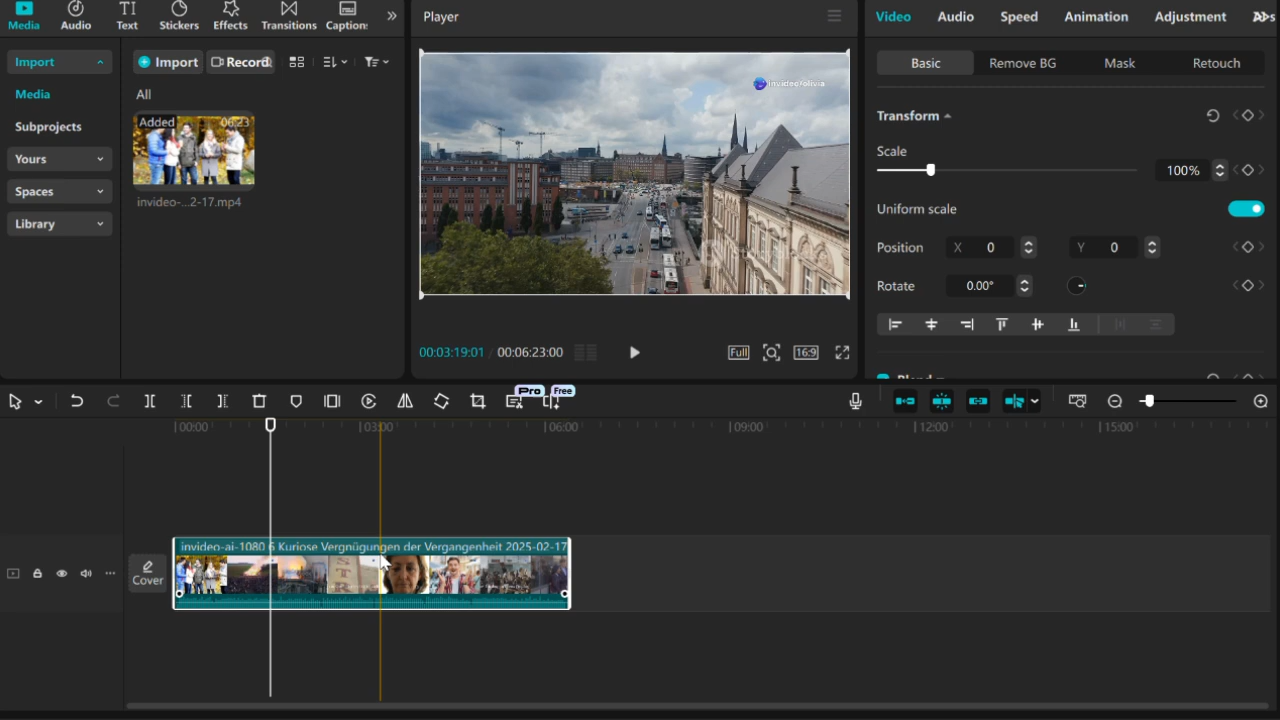 Media
Audio
Text
Stickers
Effects
Transitions
Captions
Player
Video
Audio
Speed
Animation
Adjustment
Import
Import
Record
Media
All
Subprojects
Added
06:23
Yours
Spaces
Library
invideo-...2-17.mp4
Basic
Remove BG
Mask
Retouch
Transform
Scale
100%
Uniform scale
Position
X 0
Y 0
Rotate
0.00°
00:03:19:01 / 00:06:23:00
Full
16:9
Pro
Free
00:00
03:00
06:00
09:00
12:00
15:00
Cover
invideo-ai-1080 6 Kuriose Vergnügungen der Vergangenheit 2025-02-17